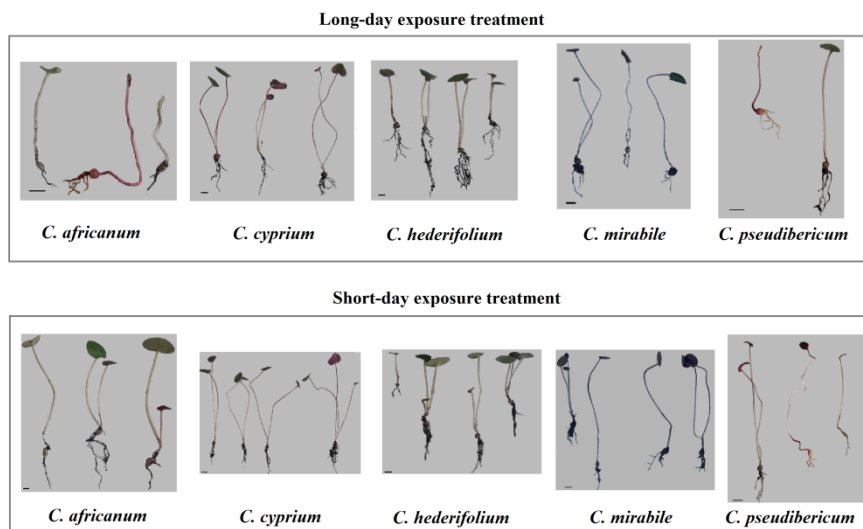 Long-day exposure treatment
C. africanum
C. cyprium
C. hederifolium
C. mirabile
C. pseudibericum
Short-day exposure treatment
C. africanum
C. cyprium
C. hederifolium
C. mirabile
C. pseudibericum